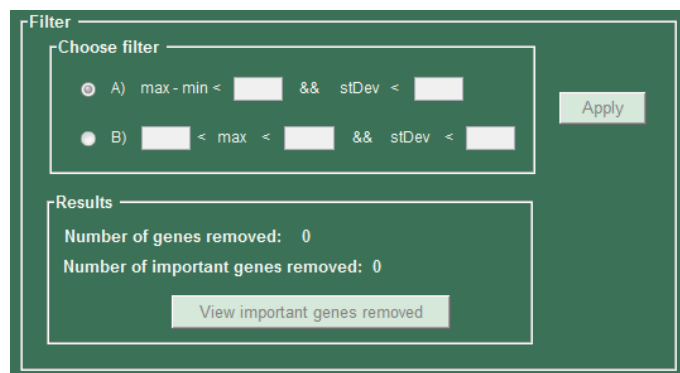 Filter
Choose filter
A) max - min < && stDev <
Apply
B) < max < && stDev <
Results
Number of genes removed: 0
Number of important genes removed: 0
View important genes removed